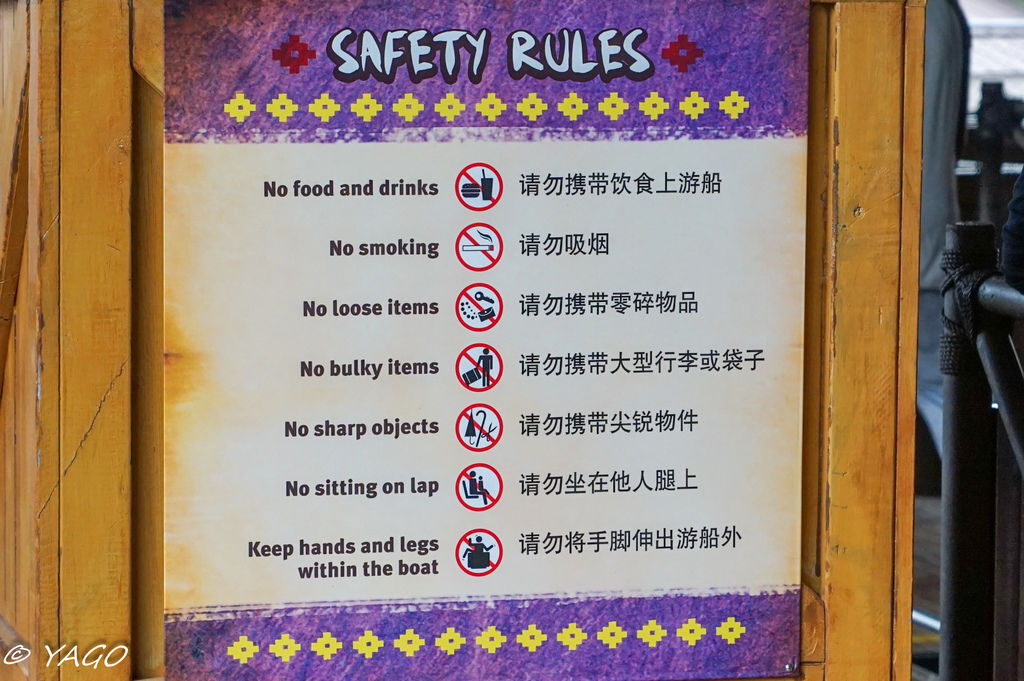 SAFETY RULES
No food and drinks 请勿携带饮食上游船
No smoking 请勿吸烟
No loose items 请勿携带零碎物品
No bulky items 请勿携带大型行李或袋子
No sharp objects 请勿携带尖锐物件
No sitting on lap 请勿坐在他人腿上
Keep hands and legs 请勿将手脚伸出游船外
within the boat
© YAGO